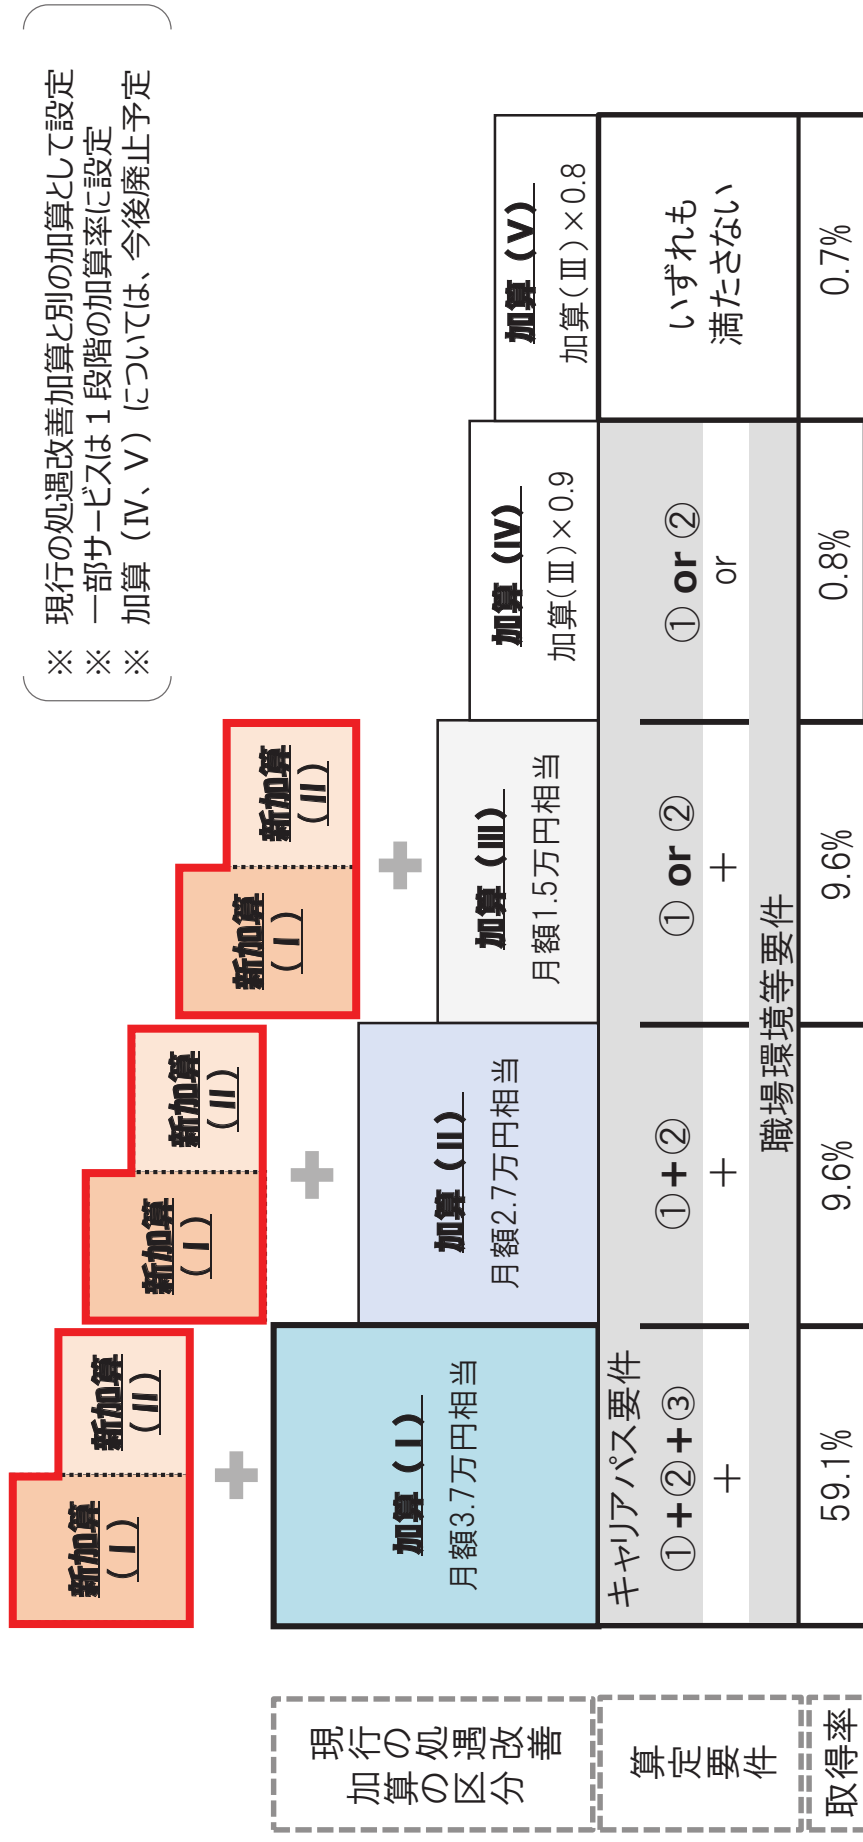 ※ 現行の処遇改善加算と別の加算として設定
※ 一部サービスは１段階の加算率に設定
※ 加算（Ⅳ、Ⅴ）については、今後廃止予定
新加算
（Ⅰ）
新加算
（Ⅱ）
新加算
（Ⅰ）
新加算
（Ⅱ）
新加算
（Ⅰ）
新加算
（Ⅱ）
現行の処遇改善
加算の区分
加算（Ⅰ）
月額3.7万円相当
加算（Ⅱ）
月額2.7万円相当
加算（Ⅲ）
月額1.5万円相当
加算（Ⅳ）
加算(Ⅲ)×0.9
加算（Ⅴ）
加算(Ⅲ)×0.8
算定要件
キャリアパス要件
①+②+③
①+②
① or ②
① or ②
いずれも
満たさない
＋
＋
＋
or
職場環境等要件
取得率
59.1%
9.6%
9.6%
0.8%
0.7%